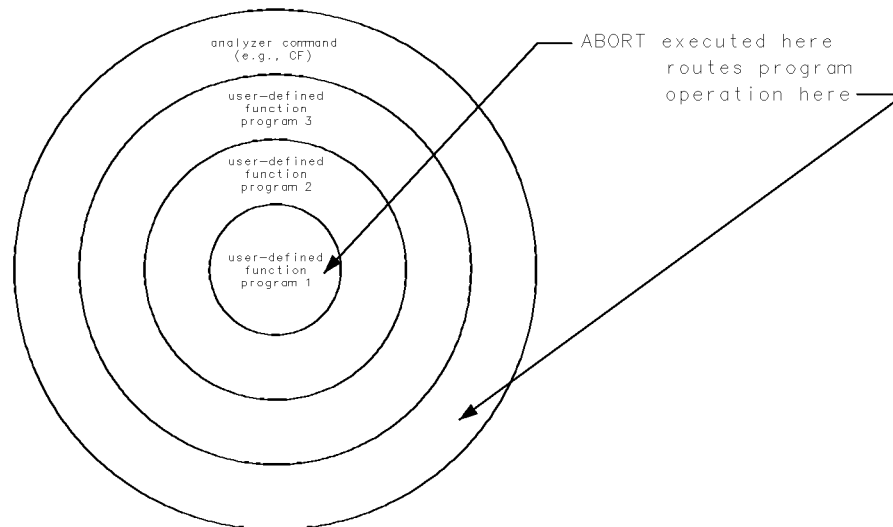 analyzer command
(e.g., CF)
user-defined
function
program 3
user-defined
function
program 2
user-defined
function
program 1
ABORT executed here
routes program
operation here